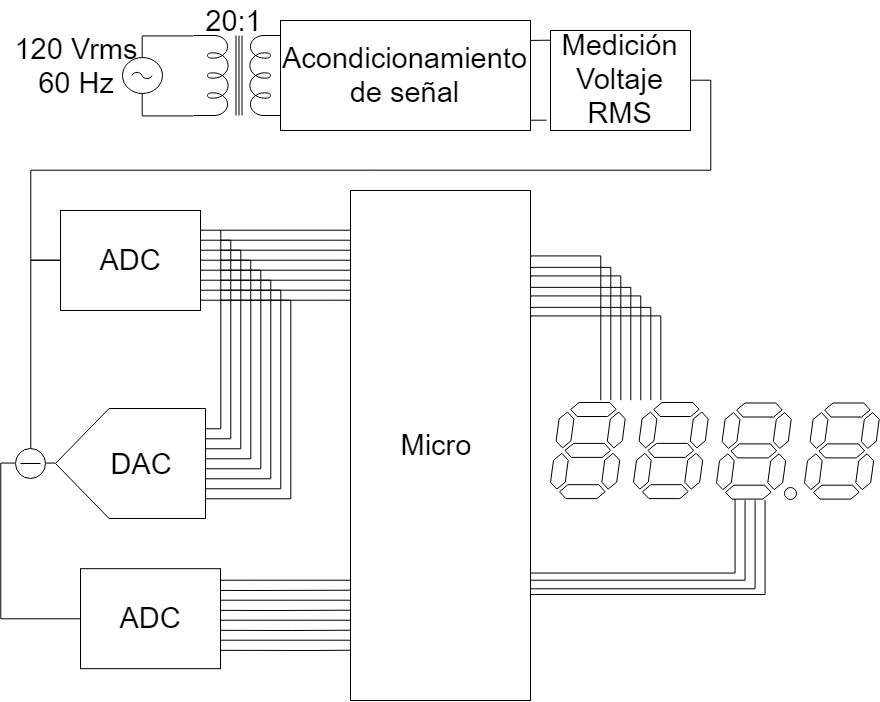 20:1
120 Vrms
60 Hz
Acondicionamiento
de señal
Medición
Voltaje
RMS
ADC
DAC
Micro
ADC